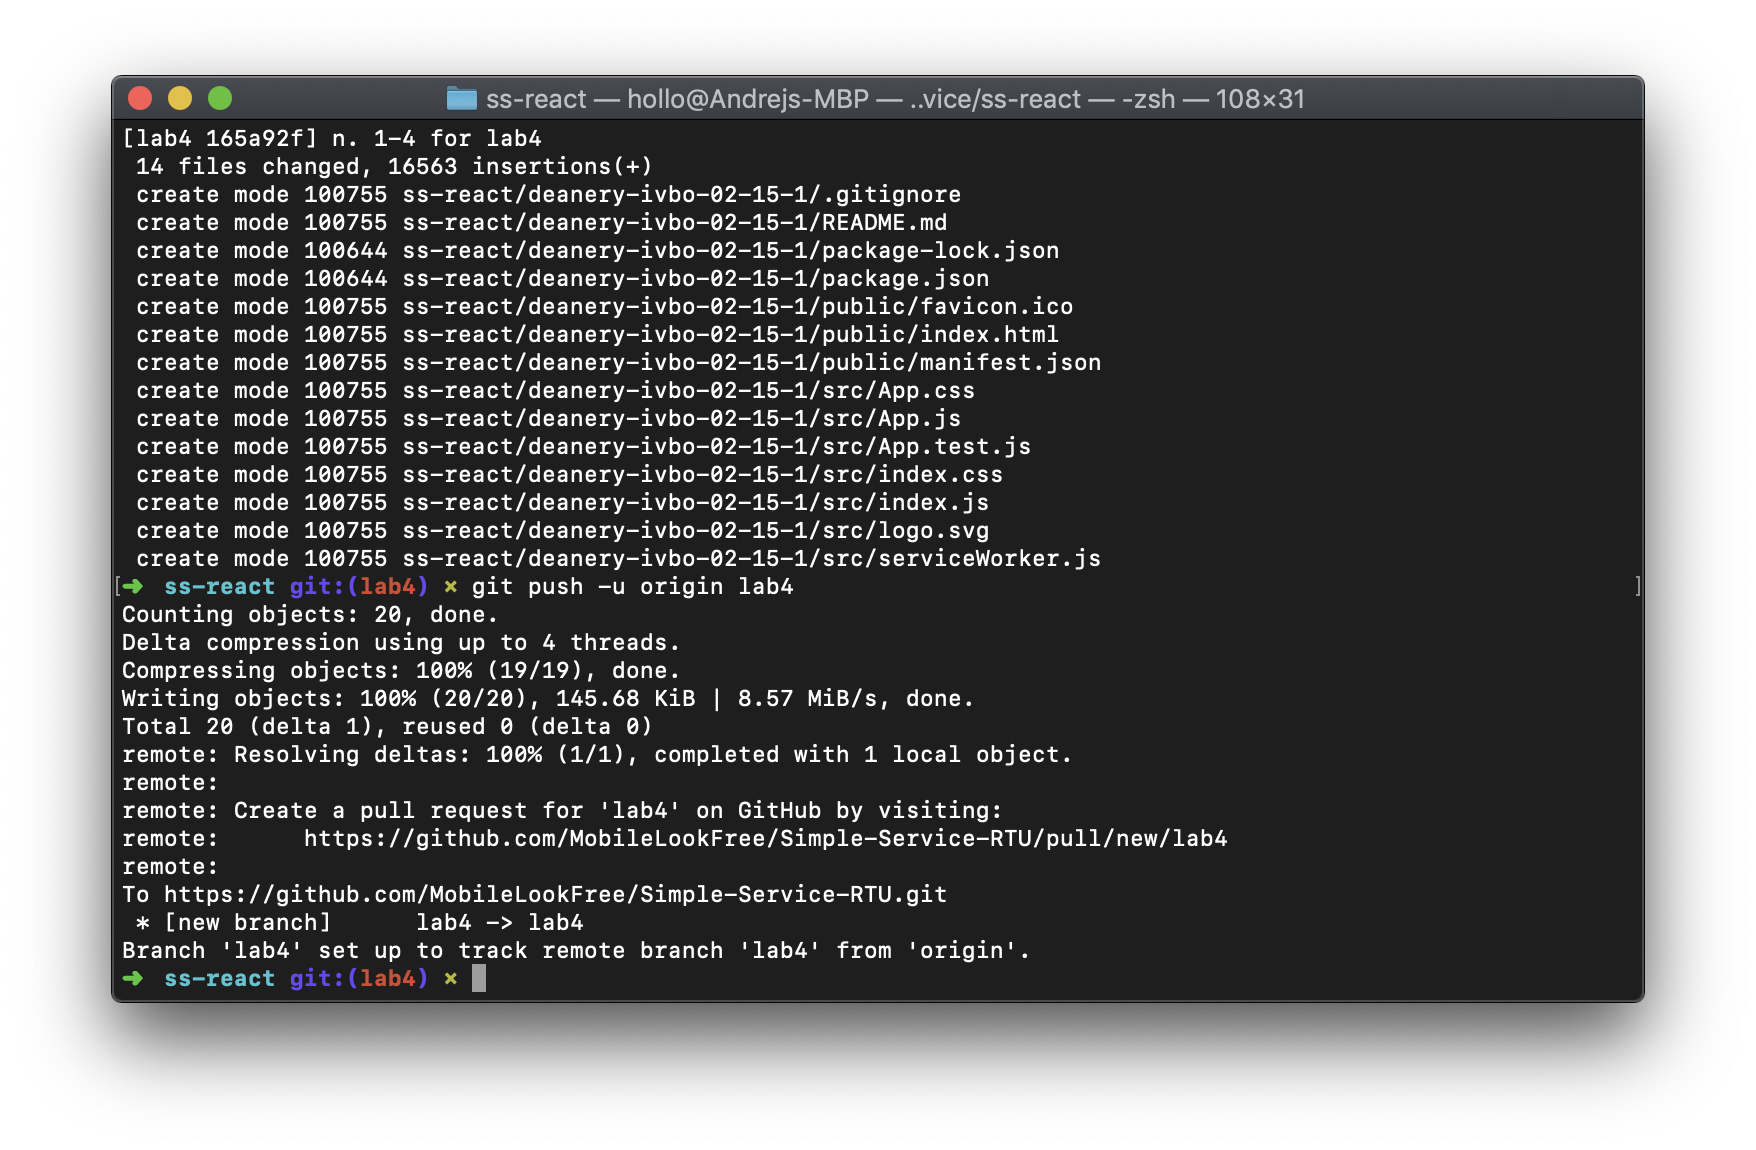 ss-react — hollo@Andrejs-MBP — ..vice/ss-react — -zsh — 108×31
[lab4 165a92f] n. 1-4 for lab4
 14 files changed, 16563 insertions(+)
 create mode 100755 ss-react/deanery-ivbo-02-15-1/.gitignore
 create mode 100755 ss-react/deanery-ivbo-02-15-1/README.md
 create mode 100644 ss-react/deanery-ivbo-02-15-1/package-lock.json
 create mode 100644 ss-react/deanery-ivbo-02-15-1/package.json
 create mode 100755 ss-react/deanery-ivbo-02-15-1/public/favicon.ico
 create mode 100755 ss-react/deanery-ivbo-02-15-1/public/index.html
 create mode 100755 ss-react/deanery-ivbo-02-15-1/public/manifest.json
 create mode 100755 ss-react/deanery-ivbo-02-15-1/src/App.css
 create mode 100755 ss-react/deanery-ivbo-02-15-1/src/App.js
 create mode 100755 ss-react/deanery-ivbo-02-15-1/src/App.test.js
 create mode 100755 ss-react/deanery-ivbo-02-15-1/src/index.css
 create mode 100755 ss-react/deanery-ivbo-02-15-1/src/index.js
 create mode 100755 ss-react/deanery-ivbo-02-15-1/src/logo.svg
 create mode 100755 ss-react/deanery-ivbo-02-15-1/src/serviceWorker.js
[➜  ss-react git:(lab4) × git push -u origin lab4 ]
Counting objects: 20, done.
Delta compression using up to 4 threads.
Compressing objects: 100% (19/19), done.
Writing objects: 100% (20/20), 145.68 KiB | 8.57 MiB/s, done.
Total 20 (delta 1), reused 0 (delta 0)
remote: Resolving deltas: 100% (1/1), completed with 1 local object.
remote:
remote: Create a pull request for 'lab4' on GitHub by visiting:
remote:      https://github.com/MobileLookFree/Simple-Service-RTU/pull/new/lab4
remote:
To https://github.com/MobileLookFree/Simple-Service-RTU.git
 * [new branch]      lab4 -> lab4
Branch 'lab4' set up to track remote branch 'lab4' from 'origin'.
➜  ss-react git:(lab4) ×